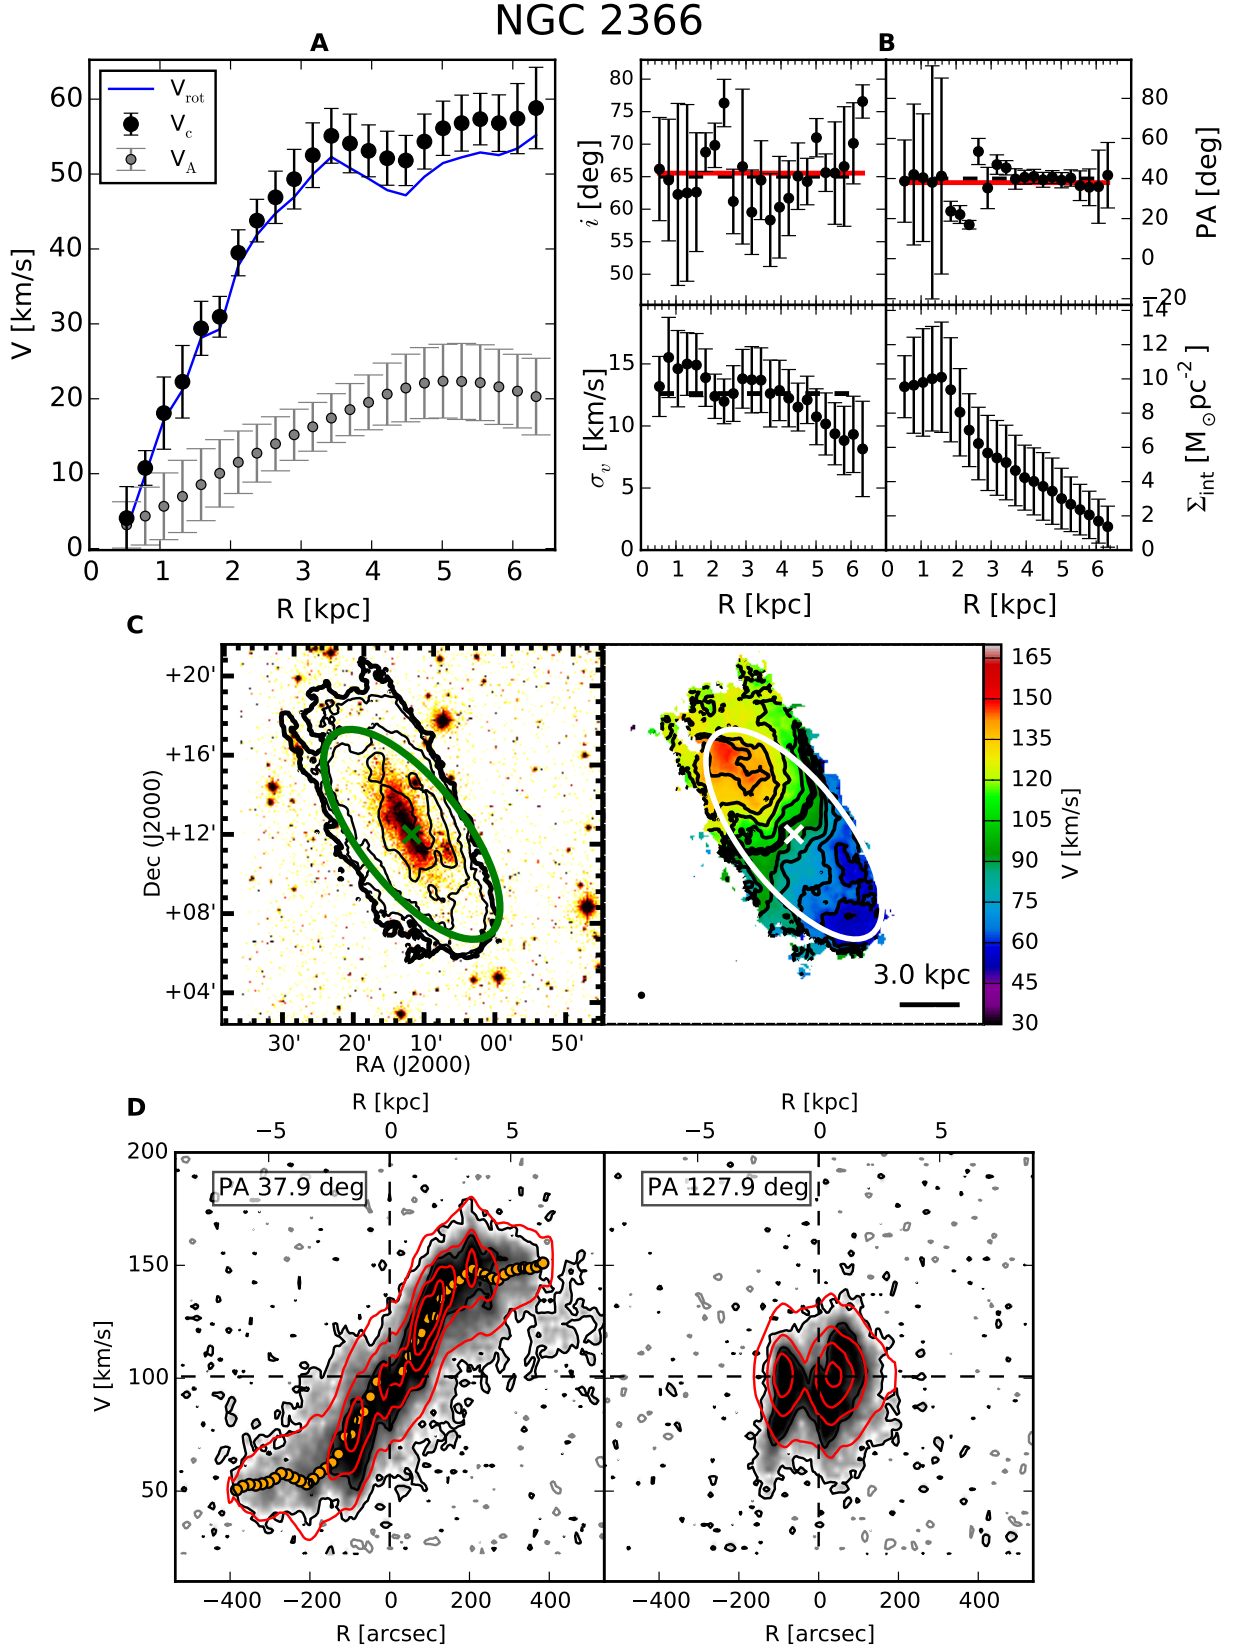 NGC 2366
A
B
V_rot
V_c
V_A
V [km/s]
60
50
40
30
20
10
0
0 1 2 3 4 5 6
R [kpc]
i [deg]
80
75
70
65
60
55
50
PA [deg]
80
60
40
20
0
−20
σ_v [km/s]
15
10
5
0
Σ_int [M_⊙pc^-2 ]
14
12
10
8
6
4
2
0
0 1 2 3 4 5 6
0 1 2 3 4 5 6
R [kpc]
R [kpc]
C
Dec (J2000)
+20'
+16'
+12'
+08'
+04'
30' 20' 10' 00' 50'
RA (J2000)
3.0 kpc
V [km/s]
165
150
135
120
105
90
75
60
45
30
D
R [kpc]
R [kpc]
−5 0 5
−5 0 5
PA 37.9 deg
PA 127.9 deg
V [km/s]
200
150
100
50
−400 −200 0 200 400
−400 −200 0 200 400
R [arcsec]
R [arcsec]